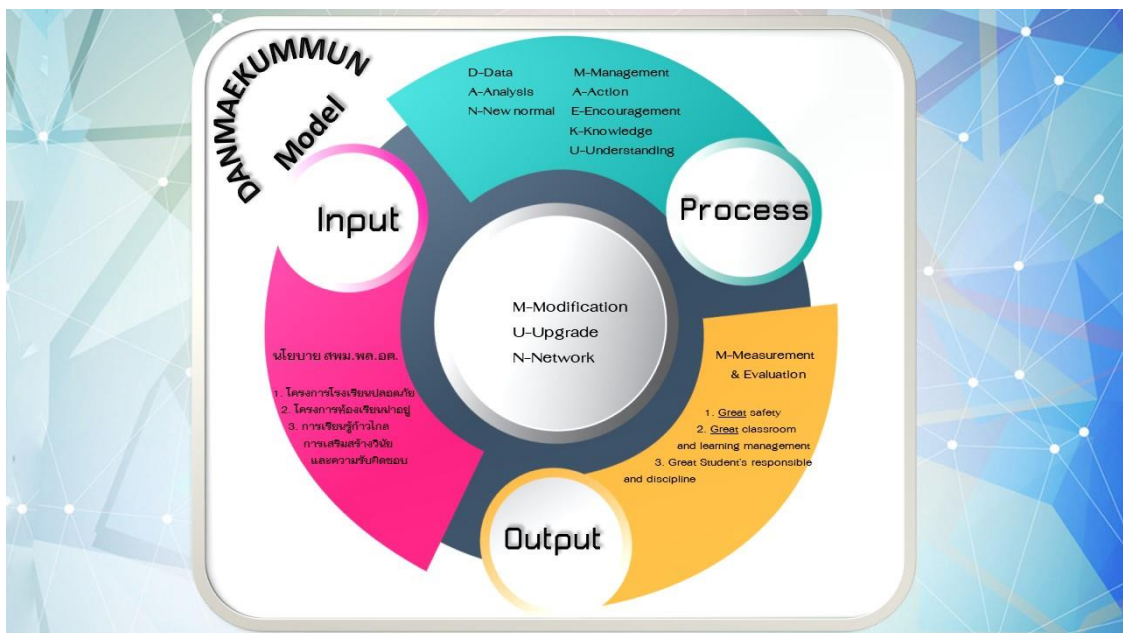 DANMAEKUMMUN
Model
Input
Process
Output
D-Data
A-Analysis
N-New normal
M-Management
A-Action
E-Encouragement
K-Knowledge
U-Understanding
M-Modification
U-Upgrade
N-Network
นโยบาย สพม.พล.อต.
1. โครงการโรงเรียนปลอดภัย
2. โครงการห้องเรียนน่าอยู่
3. การเรียนรู้ก้าวไกล
การเสริมสร้างวินัย
และความรับผิดชอบ
M-Measurement
& Evaluation
1. Great safety
2. Great classroom
and learning management
3. Great Student's responsible
and discipline